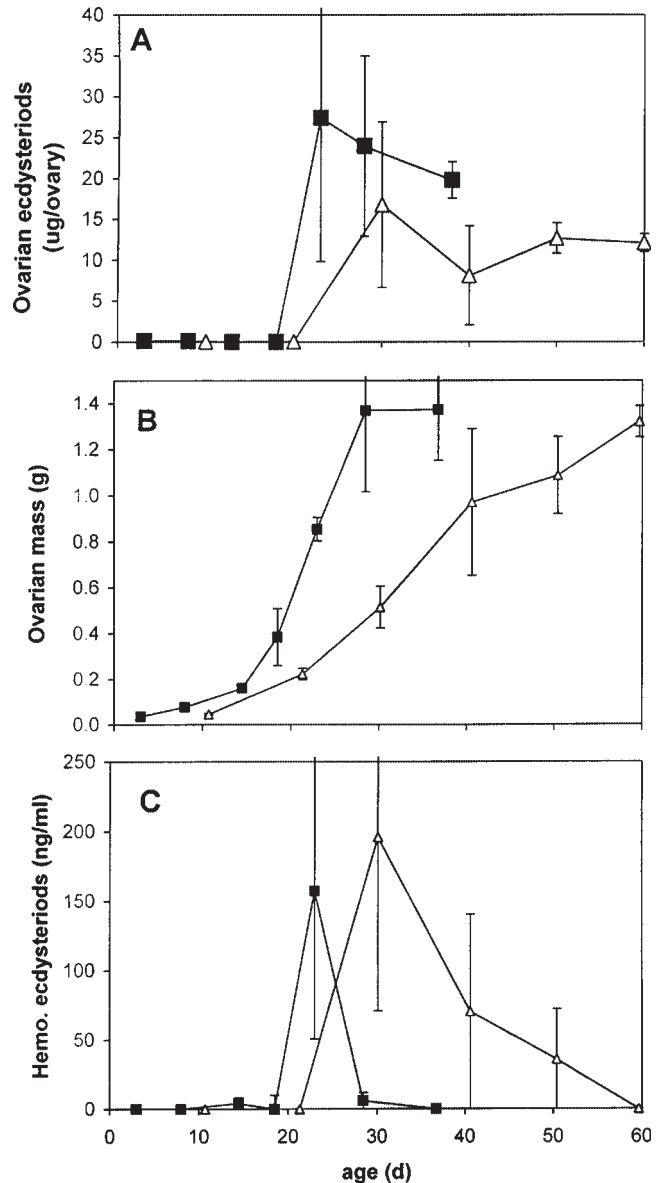 A
Ovarian ecdysteriods
(ug/ovary)
40
35
30
25
20
15
10
5
0
B
Ovarian mass (g)
1.4
1.2
1.0
0.8
0.6
0.4
0.2
0.0
C
Hemo. ecdysteriods (ng/ml)
250
200
150
100
50
0
0 10 20 30 40 50 60
age (d)